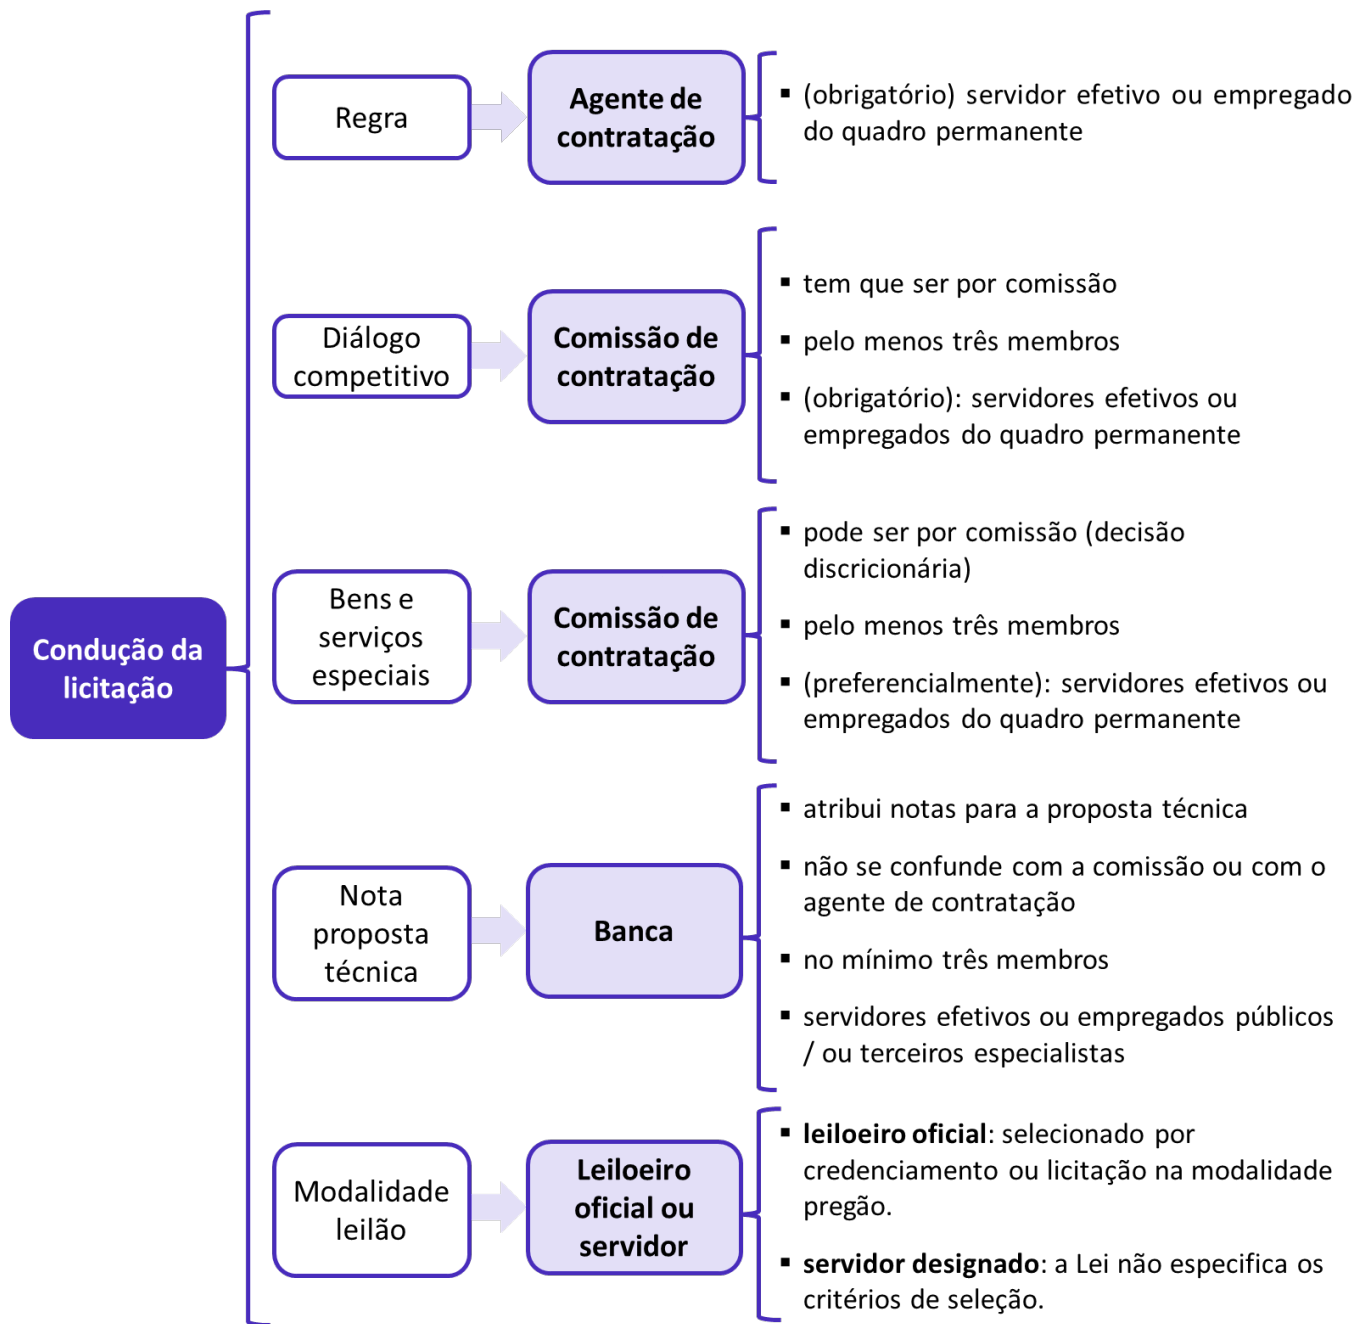 Condução da
licitação
Regra
Agente de
contratação
▪ (obrigatório) servidor efetivo ou empregado
do quadro permanente
Diálogo
competitivo
Comissão de
contratação
▪ tem que ser por comissão
▪ pelo menos três membros
▪ (obrigatório): servidores efetivos ou
empregados do quadro permanente
Bens e
serviços
especiais
Comissão de
contratação
▪ pode ser por comissão (decisão
discricionária)
▪ pelo menos três membros
▪ (preferencialmente): servidores efetivos ou
empregados do quadro permanente
Nota
proposta
técnica
Banca
▪ atribui notas para a proposta técnica
▪ não se confunde com a comissão ou com o
agente de contratação
▪ no mínimo três membros
▪ servidores efetivos ou empregados públicos
/ ou terceiros especialistas
Modalidade
leilão
Leiloeiro
oficial ou
servidor
▪ leiloeiro oficial: selecionado por
credenciamento ou licitação na modalidade
pregão.
▪ servidor designado: a Lei não especifica os
critérios de seleção.